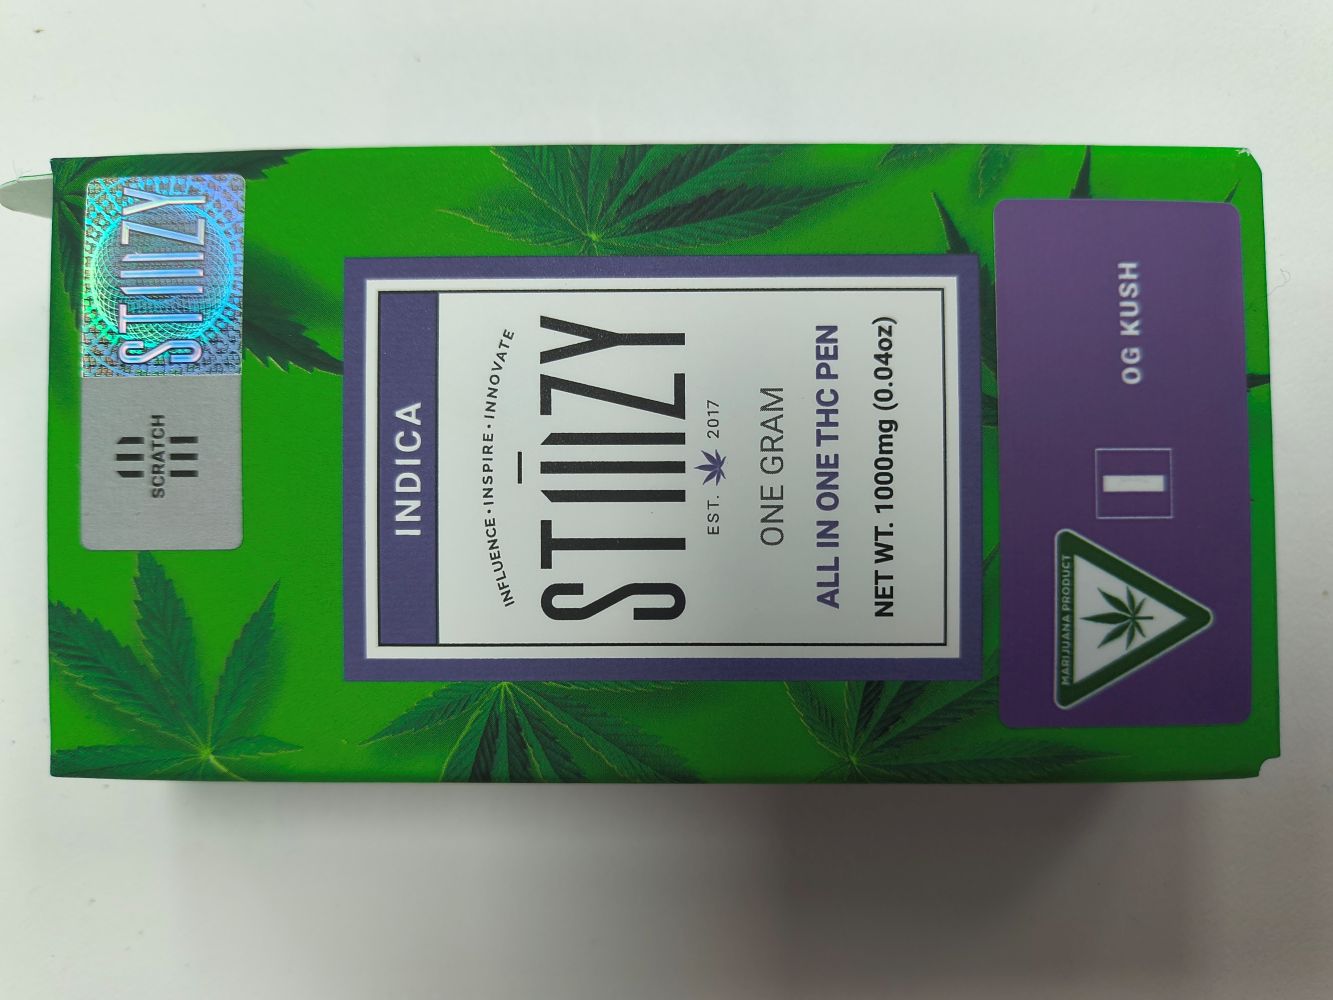 STIIIZY
SCRATCH
INDICA
INFLUENCE • INSPIRE • INNOVATE
STIIIZY
EST. 2017
ONE GRAM
ALL IN ONE THC PEN
NET WT. 1000mg (0.04oz)
OG KUSH
I
MARIJUANA PRODUCT